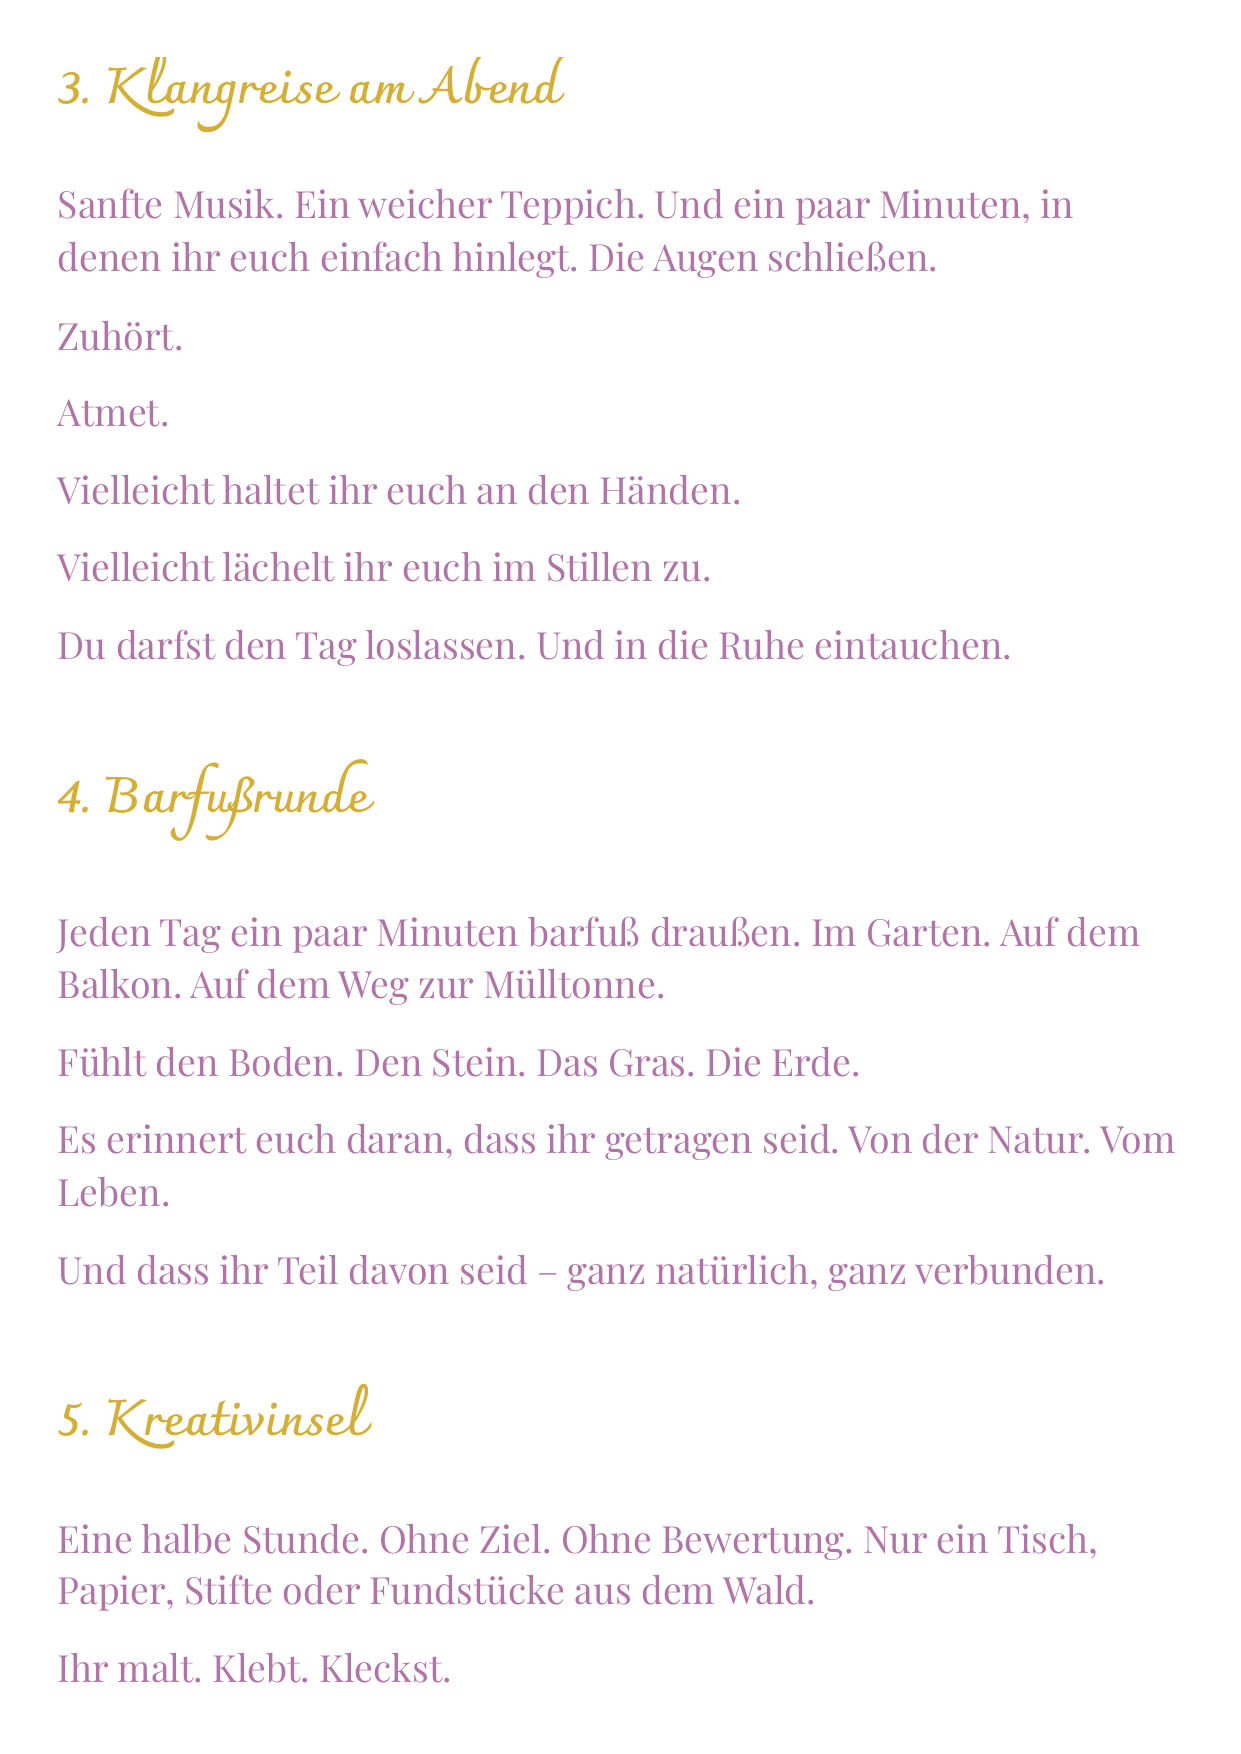 3. Klangreise am Abend
Sanfte Musik. Ein weicher Teppich. Und ein paar Minuten, in
denen ihr euch einfach hinlegt. Die Augen schließen.
Zuhört.
Atmet.
Vielleicht haltet ihr euch an den Händen.
Vielleicht lächelt ihr euch im Stillen zu.
Du darfst den Tag loslassen. Und in die Ruhe eintauchen.
4. Barfußrunde
Jeden Tag ein paar Minuten barfuß draußen. Im Garten. Auf dem
Balkon. Auf dem Weg zur Mülltonne.
Fühlt den Boden. Den Stein. Das Gras. Die Erde.
Es erinnert euch daran, dass ihr getragen seid. Von der Natur. Vom
Leben.
Und dass ihr Teil davon seid – ganz natürlich, ganz verbunden.
5. Kreativinsel
Eine halbe Stunde. Ohne Ziel. Ohne Bewertung. Nur ein Tisch,
Papier, Stifte oder Fundstücke aus dem Wald.
Ihr malt. Klebt. Kleckst.